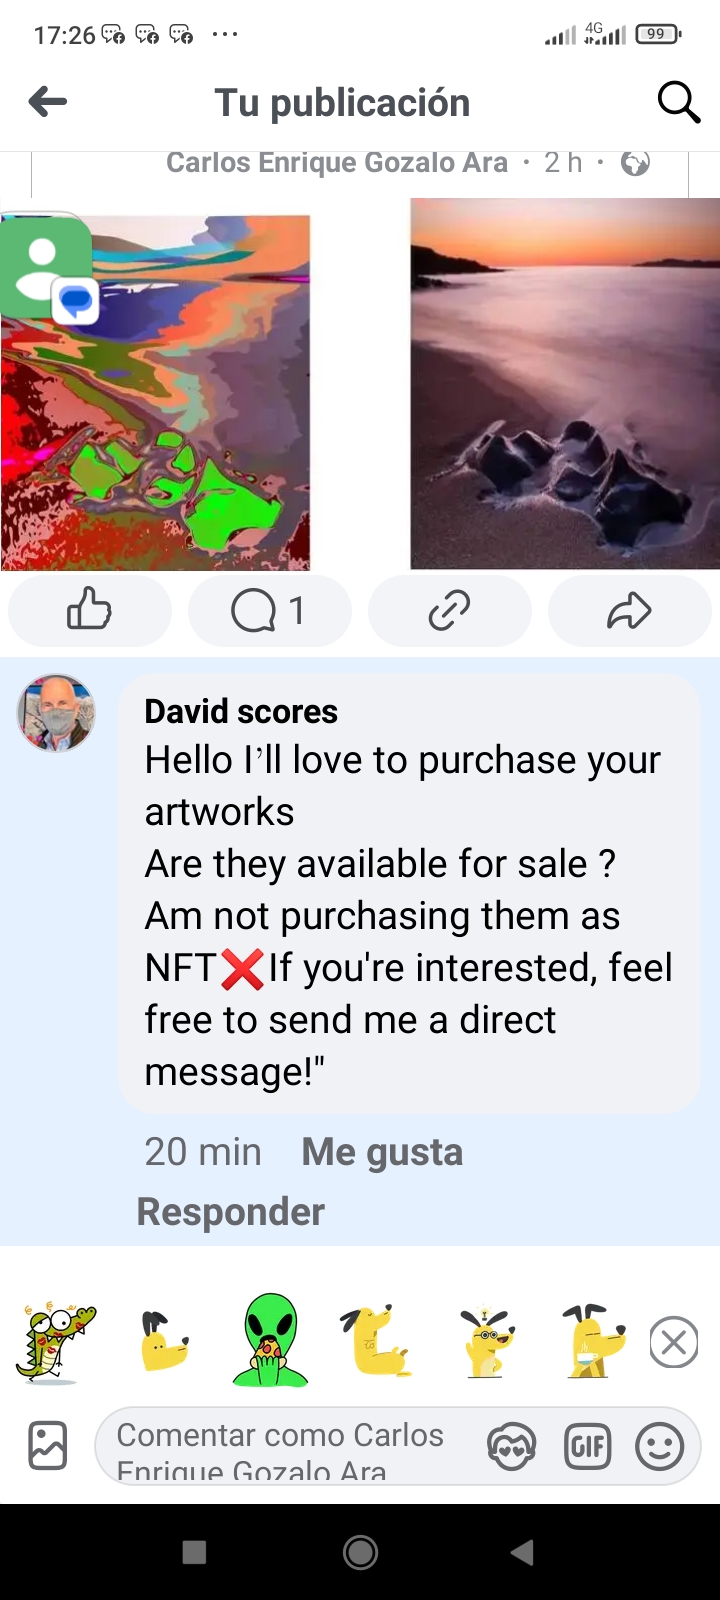 17:26 4G 99
Tu publicación
Carlos Enrique Gozalo Ara · 2 h ·
1
David scores
Hello I’ll love to purchase your
artworks
Are they available for sale ?
Am not purchasing them as
NFT❌If you're interested, feel
free to send me a direct
message!"
20 min Me gusta
Responder
Comentar como Carlos
Enrique Gozalo Ara
GIF